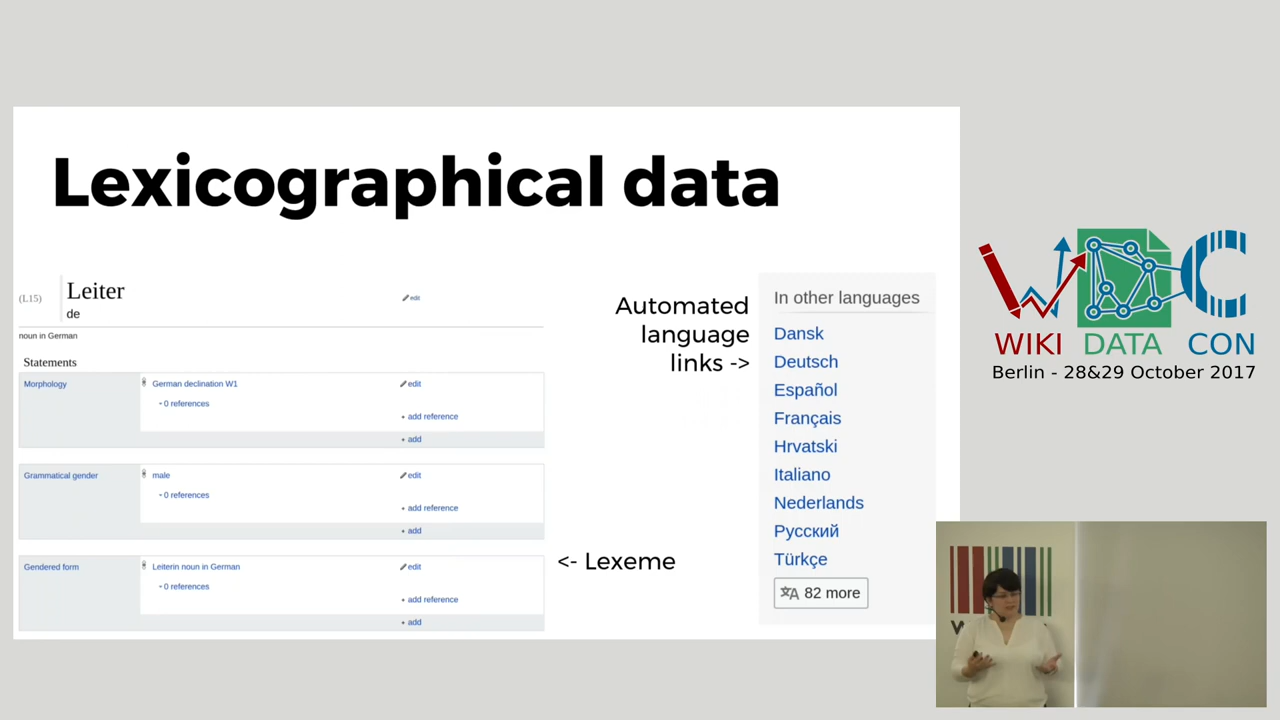 Lexicographical data
(L15)
Leiter
de
edit
noun in German
Statements
Morphology
German declination W1
edit
0 references
+ add reference
+ add
Grammatical gender
male
edit
0 references
+ add reference
+ add
Gendered form
Leiterin noun in German
edit
0 references
+ add reference
+ add
<- Lexeme
Automated
language
links ->
In other languages
Dansk
Deutsch
Español
Français
Hrvatski
Italiano
Nederlands
Русский
Türkçe
82 more
WIKI DATA CON
Berlin - 28&29 October 2017
W